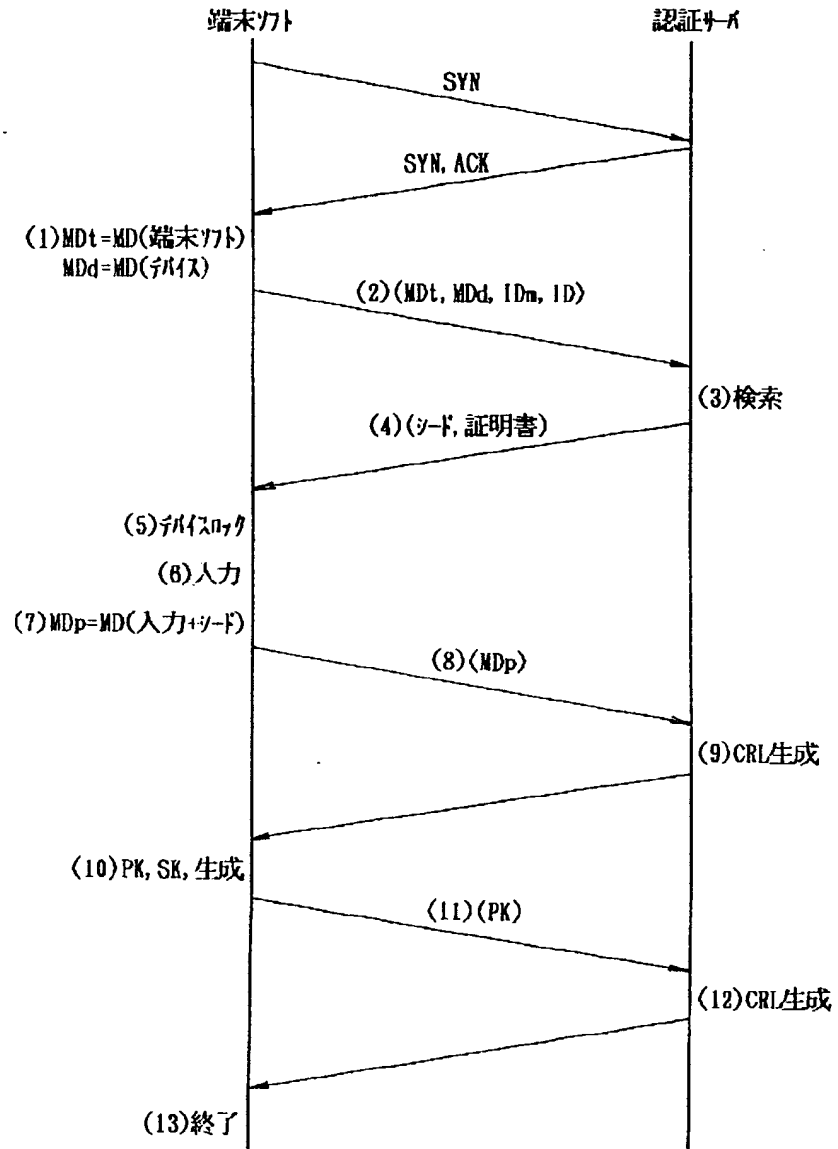 端末ソフト
認証サーバ
SYN
SYN, ACK
(1)MDt=MD(端末ソフト)
MDd=MD(デバイス)
(2)(MDt, MDd, IDm, ID)
(3)検索
(4)(シード, 証明書)
(5)デバイスロック
(6)入力
(7)MDp=MD(入力+シード)
(8)(MDp)
(9)CRL生成
(10)PK, SK, 生成
(11)(PK)
(12)CRL生成
(13)終了